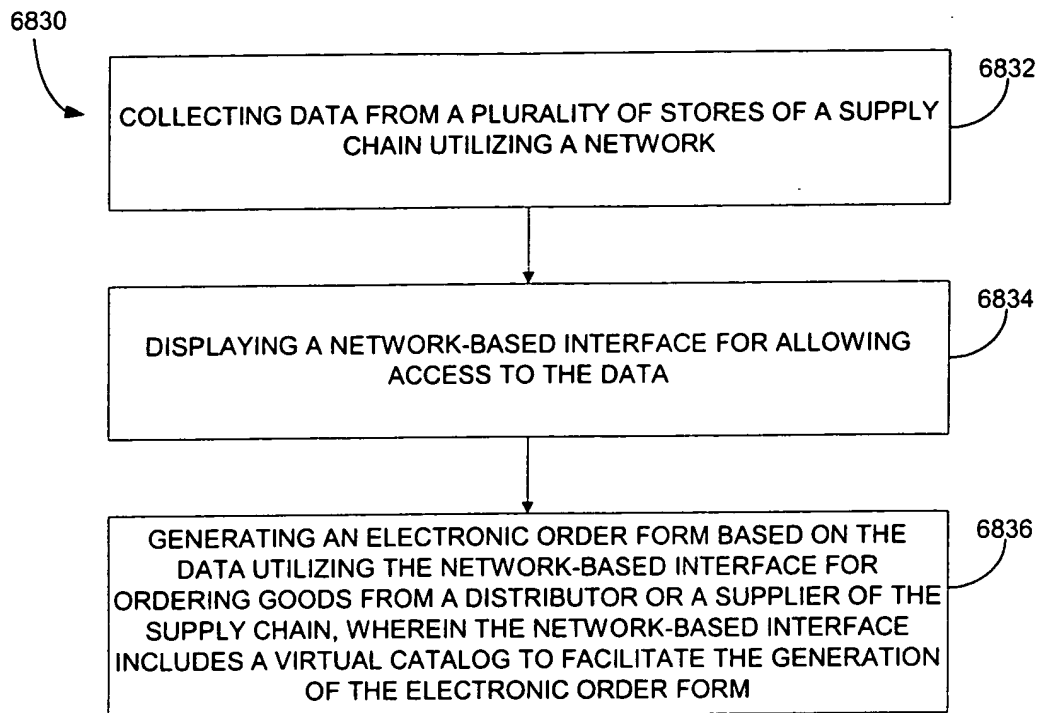 6830
6832
COLLECTING DATA FROM A PLURALITY OF STORES OF A SUPPLY
CHAIN UTILIZING A NETWORK
6834
DISPLAYING A NETWORK-BASED INTERFACE FOR ALLOWING
ACCESS TO THE DATA
6836
GENERATING AN ELECTRONIC ORDER FORM BASED ON THE
DATA UTILIZING THE NETWORK-BASED INTERFACE FOR
ORDERING GOODS FROM A DISTRIBUTOR OR A SUPPLIER OF THE
SUPPLY CHAIN, WHEREIN THE NETWORK-BASED INTERFACE
INCLUDES A VIRTUAL CATALOG TO FACILITATE THE GENERATION
OF THE ELECTRONIC ORDER FORM